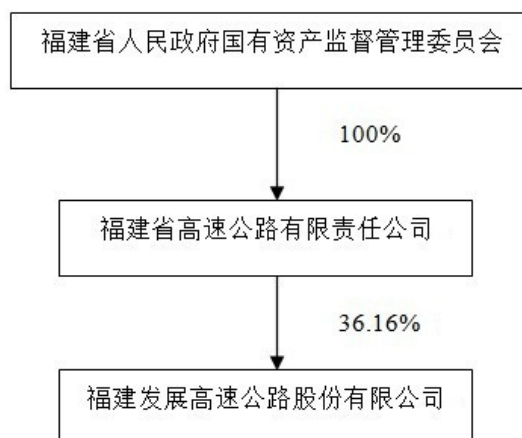 福建省人民政府国有资产监督管理委员会
100%
福建省高速公路有限责任公司
36.16%
福建发展高速公路股份有限公司